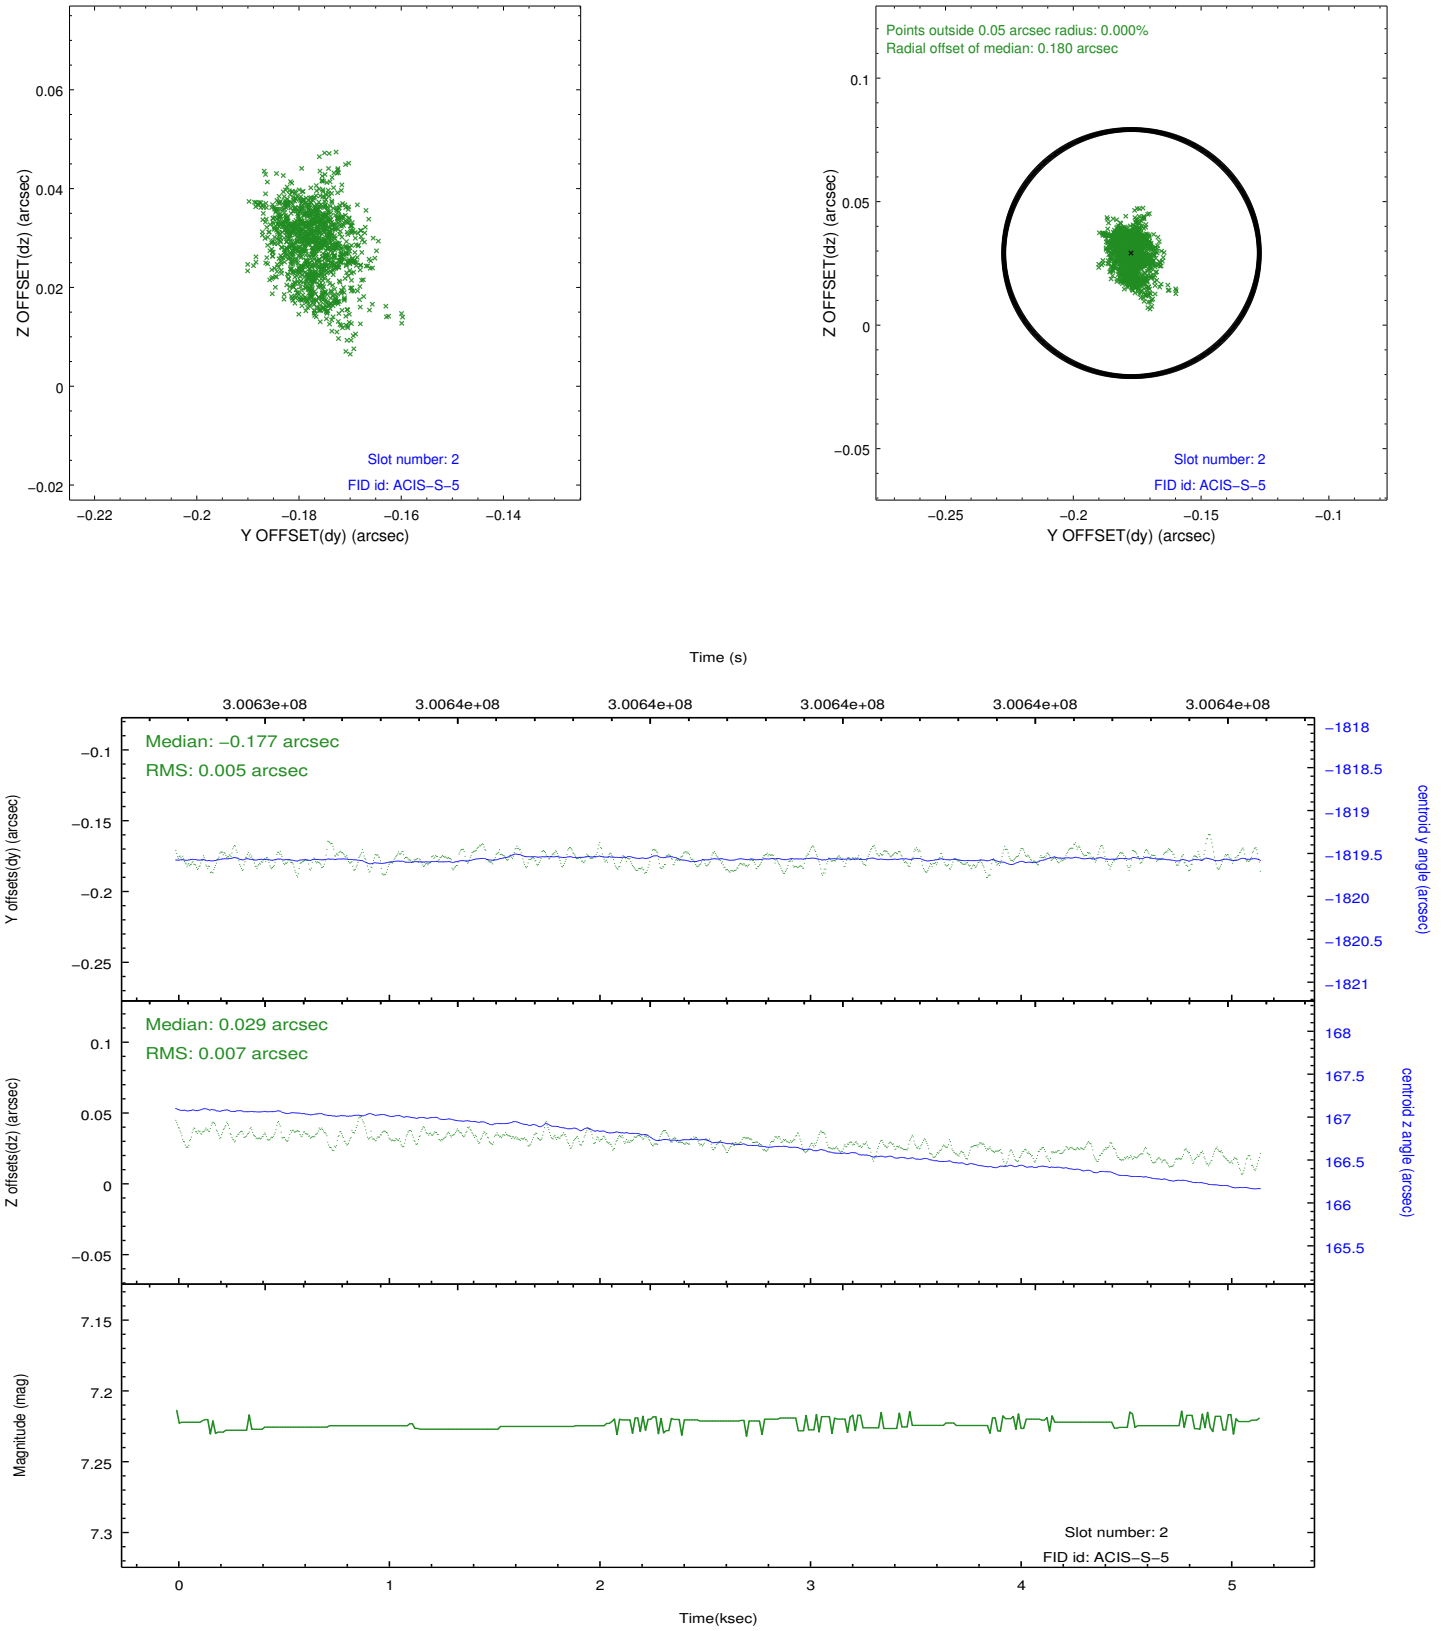 0.06
0.04
0.02
0
−0.02
Z OFFSET(dz) (arcsec)
Slot number: 2
FID id: ACIS−S−5
−0.22 −0.2 −0.18 −0.16 −0.14
Y OFFSET(dy) (arcsec)
Points outside 0.05 arcsec radius: 0.000%
Radial offset of median: 0.180 arcsec
0.1
0.05
0
−0.05
Z OFFSET(dz) (arcsec)
Slot number: 2
FID id: ACIS−S−5
−0.25 −0.2 −0.15 −0.1
Y OFFSET(dy) (arcsec)
Time (s)
3.0063e+08 3.0064e+08 3.0064e+08 3.0064e+08 3.0064e+08 3.0064e+08
Median: −0.177 arcsec
RMS: 0.005 arcsec
−0.1
−0.15
−0.2
−0.25
Y offsets(dy) (arcsec)
−1818
−1818.5
−1819
−1819.5
−1820
−1820.5
−1821
centroid y angle (arcsec)
Median: 0.029 arcsec
RMS: 0.007 arcsec
0.1
0.05
0
−0.05
Z offsets(dz) (arcsec)
168
167.5
167
166.5
166
165.5
centroid z angle (arcsec)
7.15
7.2
7.25
7.3
Magnitude (mag)
Slot number: 2
FID id: ACIS−S−5
0 1 2 3 4 5
Time(ksec)